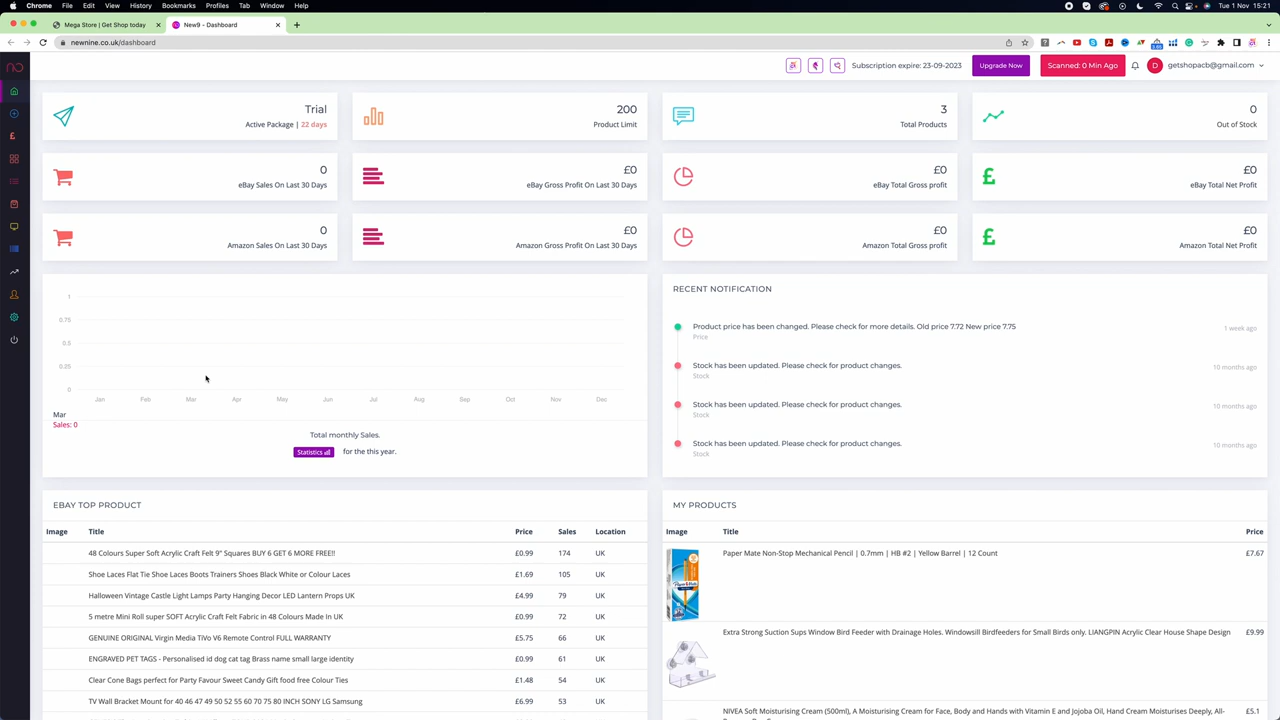 Chrome File Edit View History Bookmarks Profiles Tab Window Help
Tue 1 Nov 15:21
Mega Store | Get Shop today
New9 - Dashboard
newnine.co.uk/dashboard
Subscription expire: 23-09-2023
Upgrade Now
Scanned: 0 Min Ago
D
getshopacb@gmail.com
Trial
Active Package | 22 days
200
Product Limit
3
Total Products
0
Out of Stock
0
eBay Sales On Last 30 Days
£0
eBay Gross Profit On Last 30 Days
£0
eBay Total Gross profit
£0
eBay Total Net Profit
0
Amazon Sales On Last 30 Days
£0
Amazon Gross Profit On Last 30 Days
£0
Amazon Total Gross profit
£0
Amazon Total Net Profit
1
0.75
0.5
0.25
0
Jan Feb Mar Apr May Jun Jul Aug Sep Oct Nov Dec
Mar
Sales: 0
Total monthly Sales.
Statistics for the this year.
RECENT NOTIFICATION
Product price has been changed. Please check for more details. Old price 7.72 New price 7.75
1 week ago
Price
Stock has been updated. Please check for product changes.
10 months ago
Stock
Stock has been updated. Please check for product changes.
10 months ago
Stock
Stock has been updated. Please check for product changes.
10 months ago
Stock
EBAY TOP PRODUCT
Image Title Price Sales Location
48 Colours Super Soft Acrylic Craft Felt 9" Squares BUY 6 GET 6 MORE FREE!! £0.99 174 UK
Shoe Laces Flat Tie Shoe Laces Boots Trainers Shoes Black White or Colour Laces £1.69 105 UK
Halloween Vintage Castle Light Lamps Party Hanging Decor LED Lantern Props UK £4.99 79 UK
5 metre Mini Roll super SOFT Acrylic Craft Felt Fabric in 48 Colours Made In UK £0.99 72 UK
GENUINE ORIGINAL Virgin Media TiVo V6 Remote Control FULL WARRANTY £5.75 66 UK
ENGRAVED PET TAGS - Personalised id dog cat tag Brass name small large identity £0.99 61 UK
Clear Cone Bags perfect for Party Favour Sweet Candy Gift food free Colour Ties £1.48 54 UK
TV Wall Bracket Mount for 40 46 47 49 50 52 55 60 70 75 80 INCH SONY LG Samsung £6.99 53 UK
MY PRODUCTS
Image Title Price
Paper Mate Non-Stop Mechanical Pencil | 0.7mm | HB #2 | Yellow Barrel | 12 Count £7.67
Extra Strong Suction Sups Window Bird Feeder with Drainage Holes. Windowsill Birdfeeders for Small Birds only. LIANGPIN Acrylic Clear House Shape Design £9.99
NIVEA Soft Moisturising Cream (500ml), A Moisturising Cream for Face, Body and Hands with Vitamin E and Jojoba Oil, Hand Cream Moisturises Deeply, All- £5.1